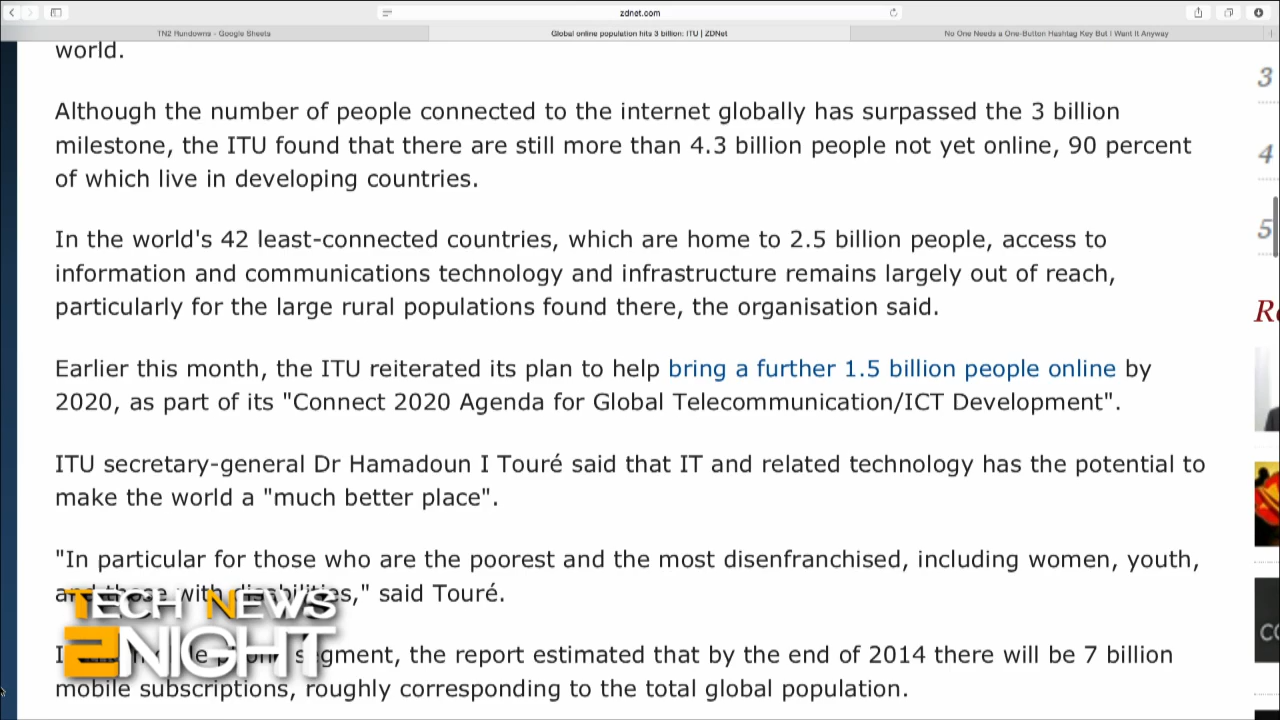 zdnet.com
TN2 Rundowns - Google Sheets
Global online population hits 3 billion: ITU | ZDNet
No One Needs a One-Button Hashtag Key But I Want It Anyway
world.
Although the number of people connected to the internet globally has surpassed the 3 billion
milestone, the ITU found that there are still more than 4.3 billion people not yet online, 90 percent
of which live in developing countries.
In the world's 42 least-connected countries, which are home to 2.5 billion people, access to
information and communications technology and infrastructure remains largely out of reach,
particularly for the large rural populations found there, the organisation said.
Earlier this month, the ITU reiterated its plan to help bring a further 1.5 billion people online by
2020, as part of its "Connect 2020 Agenda for Global Telecommunication/ICT Development".
ITU secretary-general Dr Hamadoun I Touré said that IT and related technology has the potential to
make the world a "much better place".
"In particular for those who are the poorest and the most disenfranchised, including women, youth,
and those with disabilities," said Touré.
segment, the report estimated that by the end of 2014 there will be 7 billion
mobile subscriptions, roughly corresponding to the total global population.
TECH NEWS
2NIGHT
3
4
5